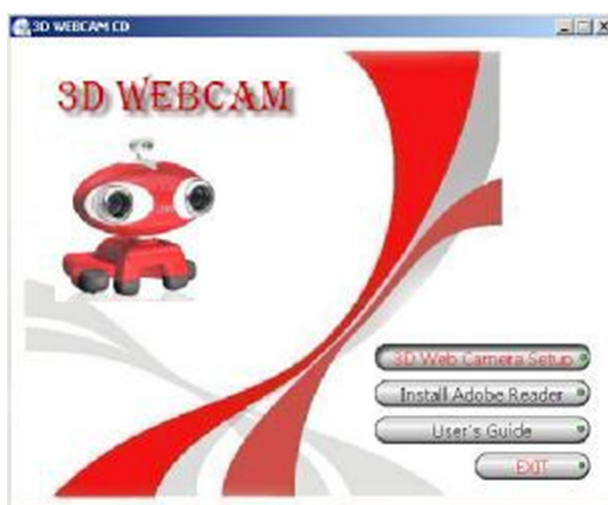 3D WEBCAM CD
3D WEBCAM
3D Web Camera Setup
Install Adobe Reader
User's Guide
EXIT